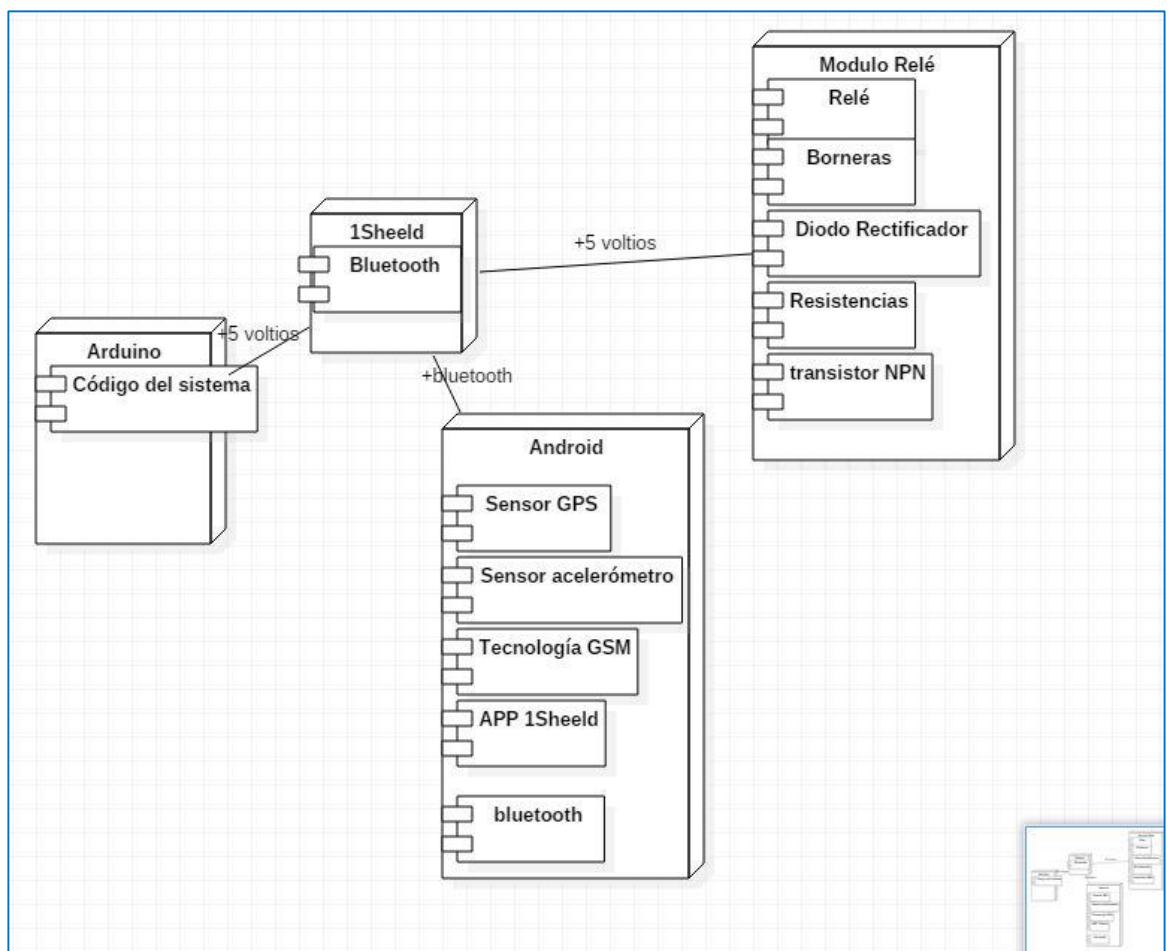 Modulo Relé
Relé
Borneras
Diodo Rectificador
Resistencias
transistor NPN
1Sheeld
Bluetooth
+5 voltios
+5 voltios
Arduino
Código del sistema
+bluetooth
Android
Sensor GPS
Sensor acelerómetro
Tecnología GSM
APP 1Sheeld
bluetooth